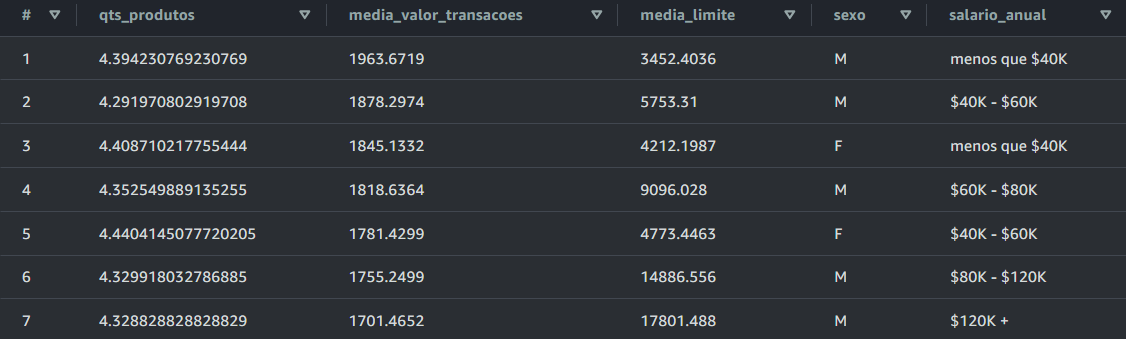 # qts_produtos media_valor_transacoes media_limite sexo salario_anual
1 4.394230769230769 1963.6719 3452.4036 M menos que $40K
2 4.291970802919708 1878.2974 5753.31 M $40K - $60K
3 4.408710217755444 1845.1332 4212.1987 F menos que $40K
4 4.352549889135255 1818.6364 9096.028 M $60K - $80K
5 4.4404145077720205 1781.4299 4773.4463 F $40K - $60K
6 4.329918032786885 1755.2499 14886.556 M $80K - $120K
7 4.328828828828829 1701.4652 17801.488 M $120K +